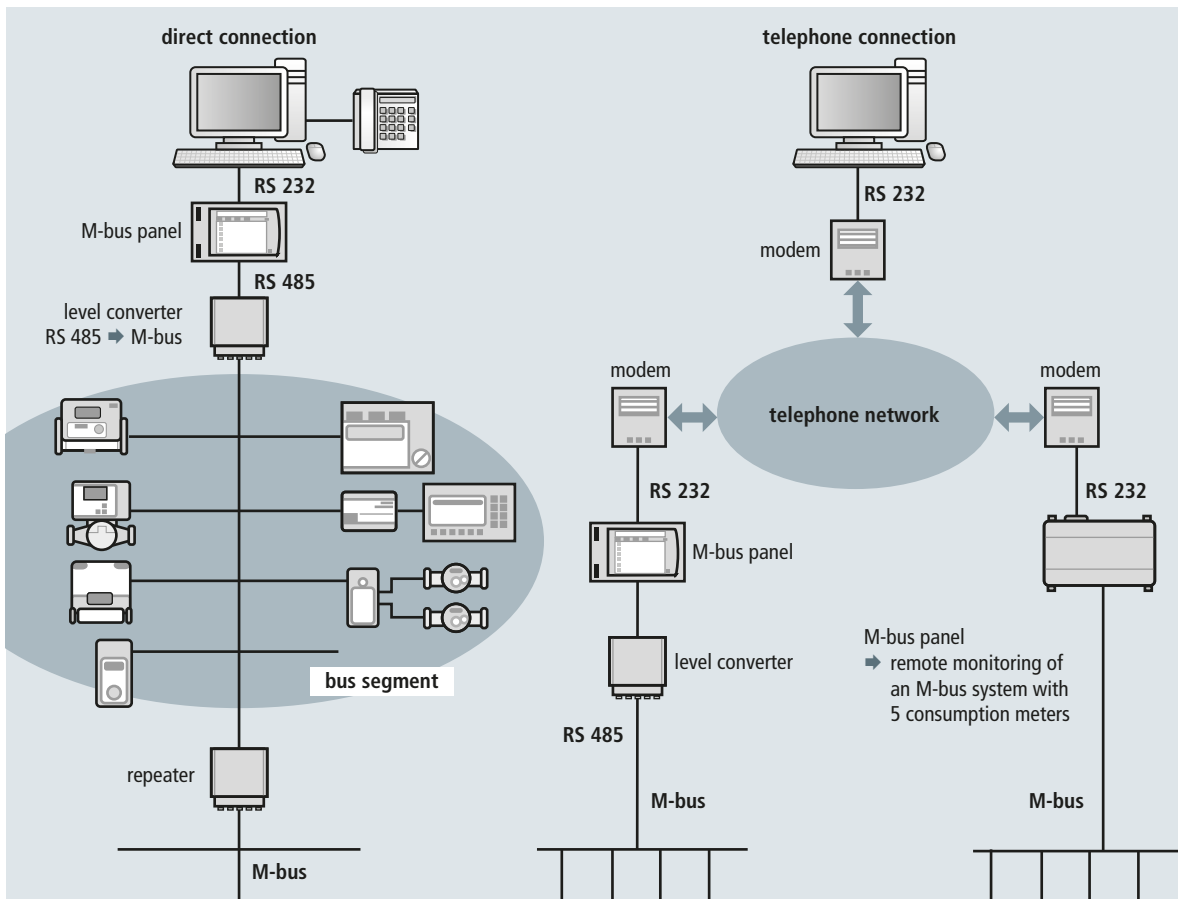 direct connection
RS 232
M-bus panel
RS 485
level converter
RS 485 ➡ M-bus
bus segment
repeater
M-bus
telephone connection
RS 232
modem
telephone network
modem
RS 232
M-bus panel
level converter
RS 485
M-bus
modem
RS 232
M-bus panel
➡ remote monitoring of
an M-bus system with
5 consumption meters
M-bus